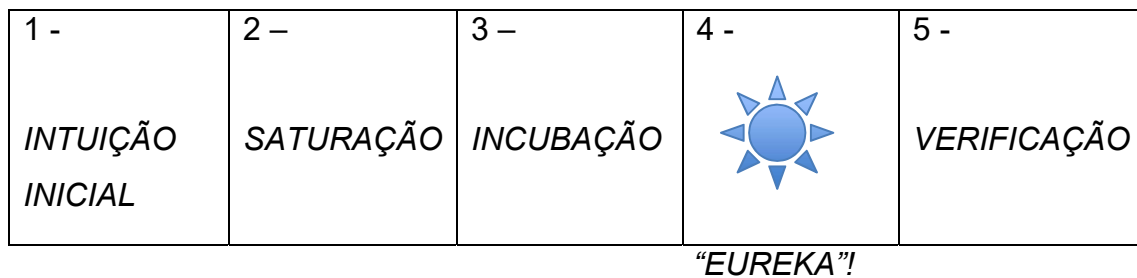 1 -
INTUIÇÃO
INICIAL
2 –
SATURAÇÃO
3 –
INCUBAÇÃO
4 -
“EUREKA”!
5 -
VERIFICAÇÃO